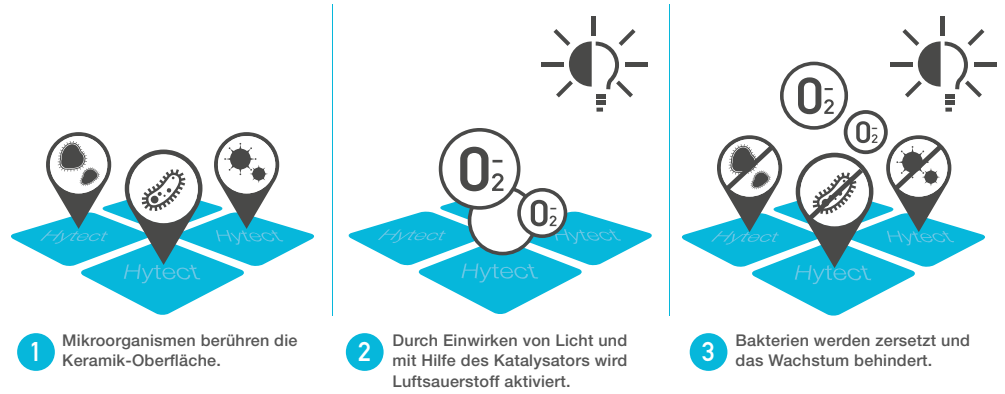 Hytect
Hytect
Hytect
O₂⁻
O₂⁻
Hytect
Hytect
Hytect
O₂⁻
O₂⁻
Hytect
Hytect
Hytect
1
Mikroorganismen berühren die
Keramik-Oberfläche.
2
Durch Einwirken von Licht und
mit Hilfe des Katalysators wird
Luftsauerstoff aktiviert.
3
Bakterien werden zersetzt und
das Wachstum behindert.